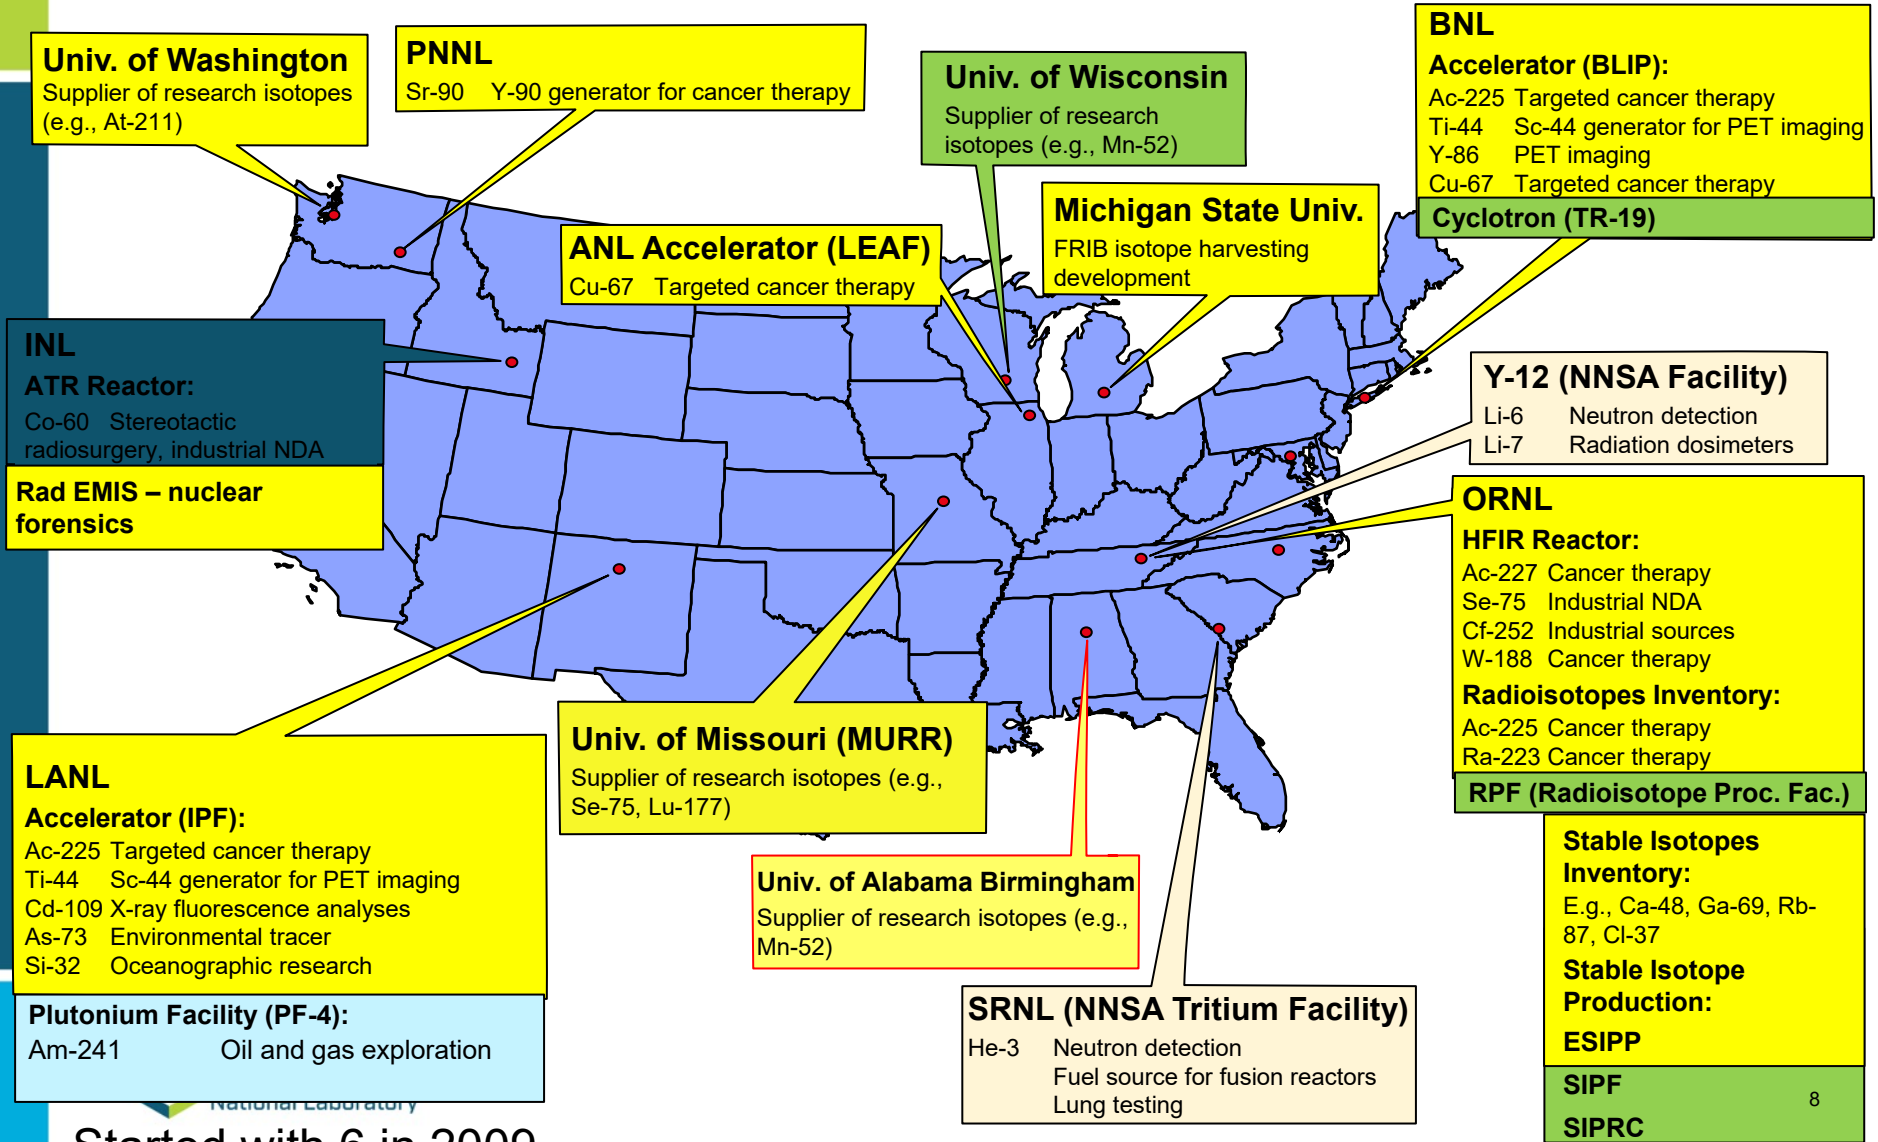 Univ. of Washington
Supplier of research isotopes
(e.g., At-211)
PNNL
Sr-90 Y-90 generator for cancer therapy
Univ. of Wisconsin
Supplier of research
isotopes (e.g., Mn-52)
BNL
Accelerator (BLIP):
Ac-225 Targeted cancer therapy
Ti-44 Sc-44 generator for PET imaging
Y-86 PET imaging
Cu-67 Targeted cancer therapy
Cyclotron (TR-19)
Michigan State Univ.
FRIB isotope harvesting
development
ANL Accelerator (LEAF)
Cu-67 Targeted cancer therapy
INL
ATR Reactor:
Co-60 Stereotactic
radiosurgery, industrial NDA
Rad EMIS – nuclear
forensics
Y-12 (NNSA Facility)
Li-6 Neutron detection
Li-7 Radiation dosimeters
ORNL
HFIR Reactor:
Ac-227 Cancer therapy
Se-75 Industrial NDA
Cf-252 Industrial sources
W-188 Cancer therapy
Radioisotopes Inventory:
Ac-225 Cancer therapy
Ra-223 Cancer therapy
RPF (Radioisotope Proc. Fac.)
Stable Isotopes
Inventory:
E.g., Ca-48, Ga-69, Rb-
87, Cl-37
Stable Isotope
Production:
ESIPP
SIPF
SIPRC
LANL
Accelerator (IPF):
Ac-225 Targeted cancer therapy
Ti-44 Sc-44 generator for PET imaging
Cd-109 X-ray fluorescence analyses
As-73 Environmental tracer
Si-32 Oceanographic research
Plutonium Facility (PF-4):
Am-241 Oil and gas exploration
Univ. of Missouri (MURR)
Supplier of research isotopes (e.g.,
Se-75, Lu-177)
Univ. of Alabama Birmingham
Supplier of research isotopes (e.g.,
Mn-52)
SRNL (NNSA Tritium Facility)
He-3 Neutron detection
Fuel source for fusion reactors
Lung testing
National Laboratory
Started with 6 in 2009
8